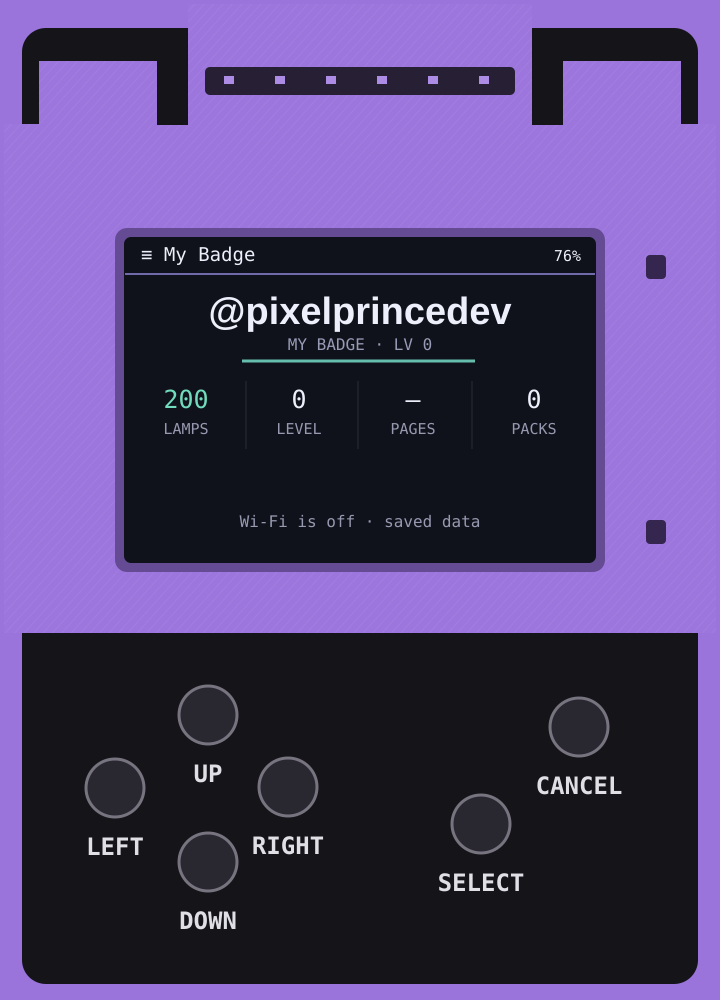 ≡ My Badge 76%
@pixelprincedev
MY BADGE · LV 0
200 0 — 0
LAMPS LEVEL PAGES PACKS
Wi-Fi is off · saved data
UP
CANCEL
LEFT
RIGHT
SELECT
DOWN